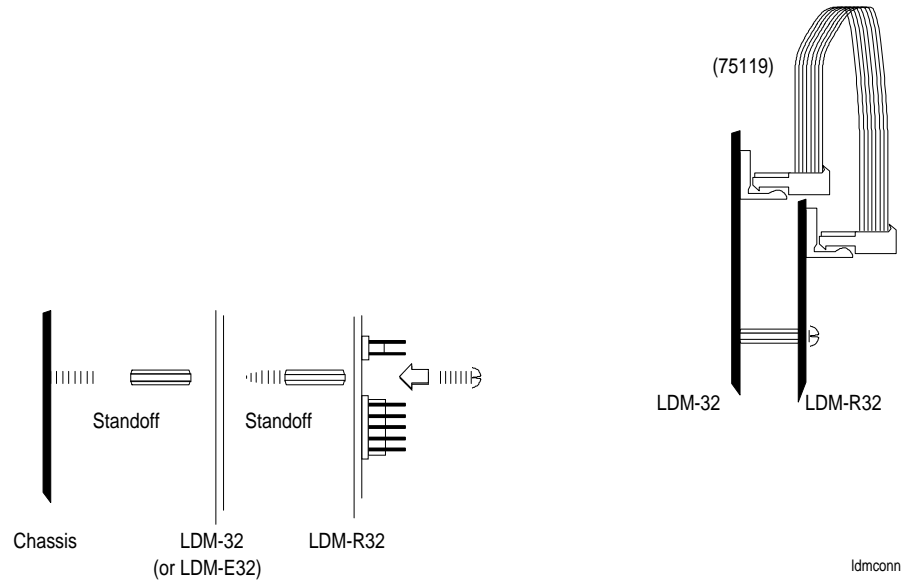 (75119)
LDM-32
LDM-R32
Standoff
Standoff
Chassis
LDM-32
(or LDM-E32)
LDM-R32
ldmconn